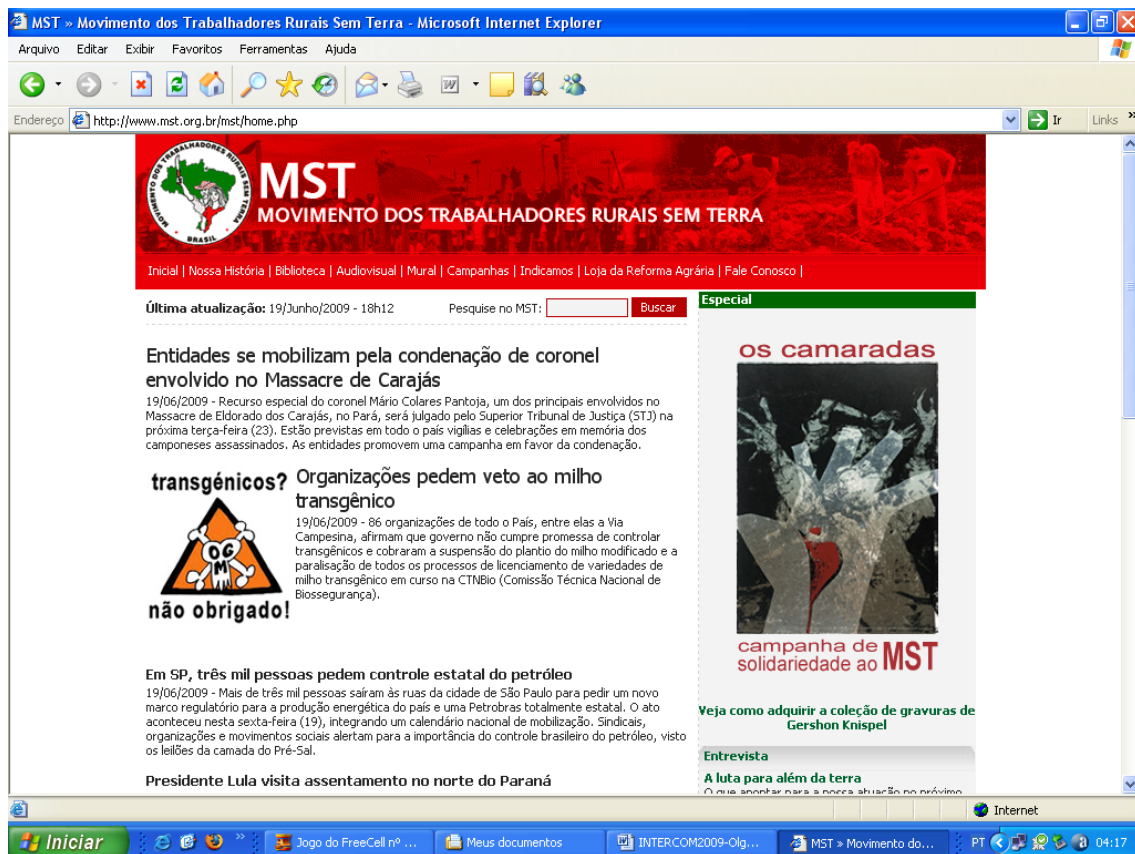 MST » Movimento dos Trabalhadores Rurais Sem Terra - Microsoft Internet Explorer
Arquivo Editar Exibir Favoritos Ferramentas Ajuda
Endereço http://www.mst.org.br/mst/home.php Ir Links »
MOVIMENTO DOS TRABALHADORES RURAIS SEM TERRA
BRASIL
MST
MOVIMENTO DOS TRABALHADORES RURAIS SEM TERRA
Inicial | Nossa História | Biblioteca | Audiovisual | Mural | Campanhas | Indicamos | Loja da Reforma Agrária | Fale Conosco |
Última atualização: 19/Junho/2009 - 18h12 Pesquise no MST: Buscar
Entidades se mobilizam pela condenação de coronel
envolvido no Massacre de Carajás
19/06/2009 - Recurso especial do coronel Mário Colares Pantoja, um dos principais envolvidos no
Massacre de Eldorado dos Carajás, no Pará, será julgado pelo Superior Tribunal de Justiça (STJ) na
próxima terça-feira (23). Estão previstas em todo o país vigílias e celebrações em memória dos
camponeses assassinados. As entidades promovem uma campanha em favor da condenação.
transgénicos?
OGM
não obrigado!
Organizações pedem veto ao milho
transgênico
19/06/2009 - 86 organizações de todo o País, entre elas a Via
Campesina, afirmam que governo não cumpre promessa de controlar
transgênicos e cobraram a suspensão do plantio do milho modificado e a
paralisação de todos os processos de licenciamento de variedades de
milho transgênico em curso na CTNBio (Comissão Técnica Nacional de
Biossegurança).
Em SP, três mil pessoas pedem controle estatal do petróleo
19/06/2009 - Mais de três mil pessoas saíram às ruas da cidade de São Paulo para pedir um novo
marco regulatório para a produção energética do país e uma Petrobras totalmente estatal. O ato
aconteceu nesta sexta-feira (19), integrando um calendário nacional de mobilização. Sindicais,
organizações e movimentos sociais alertam para a importância do controle brasileiro do petróleo, visto
os leilões da camada do Pré-Sal.
Presidente Lula visita assentamento no norte do Paraná
Especial
os camaradas
campanha de
solidariedade ao MST
Veja como adquirir a coleção de gravuras de
Gershon Knispel
Entrevista
A luta para além da terra
O que apontar para a nossa atuação no próximo
Internet
Iniciar » Jogo do FreeCell nº ... Meus documentos INTERCOM2009-Olg... MST » Movimento do... PT 04:17